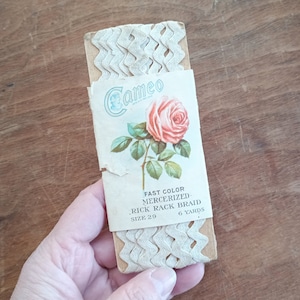 Cameo
FAST COLOR
MERCERIZED
RICK RACK BRAID
SIZE 29 6 YARDS